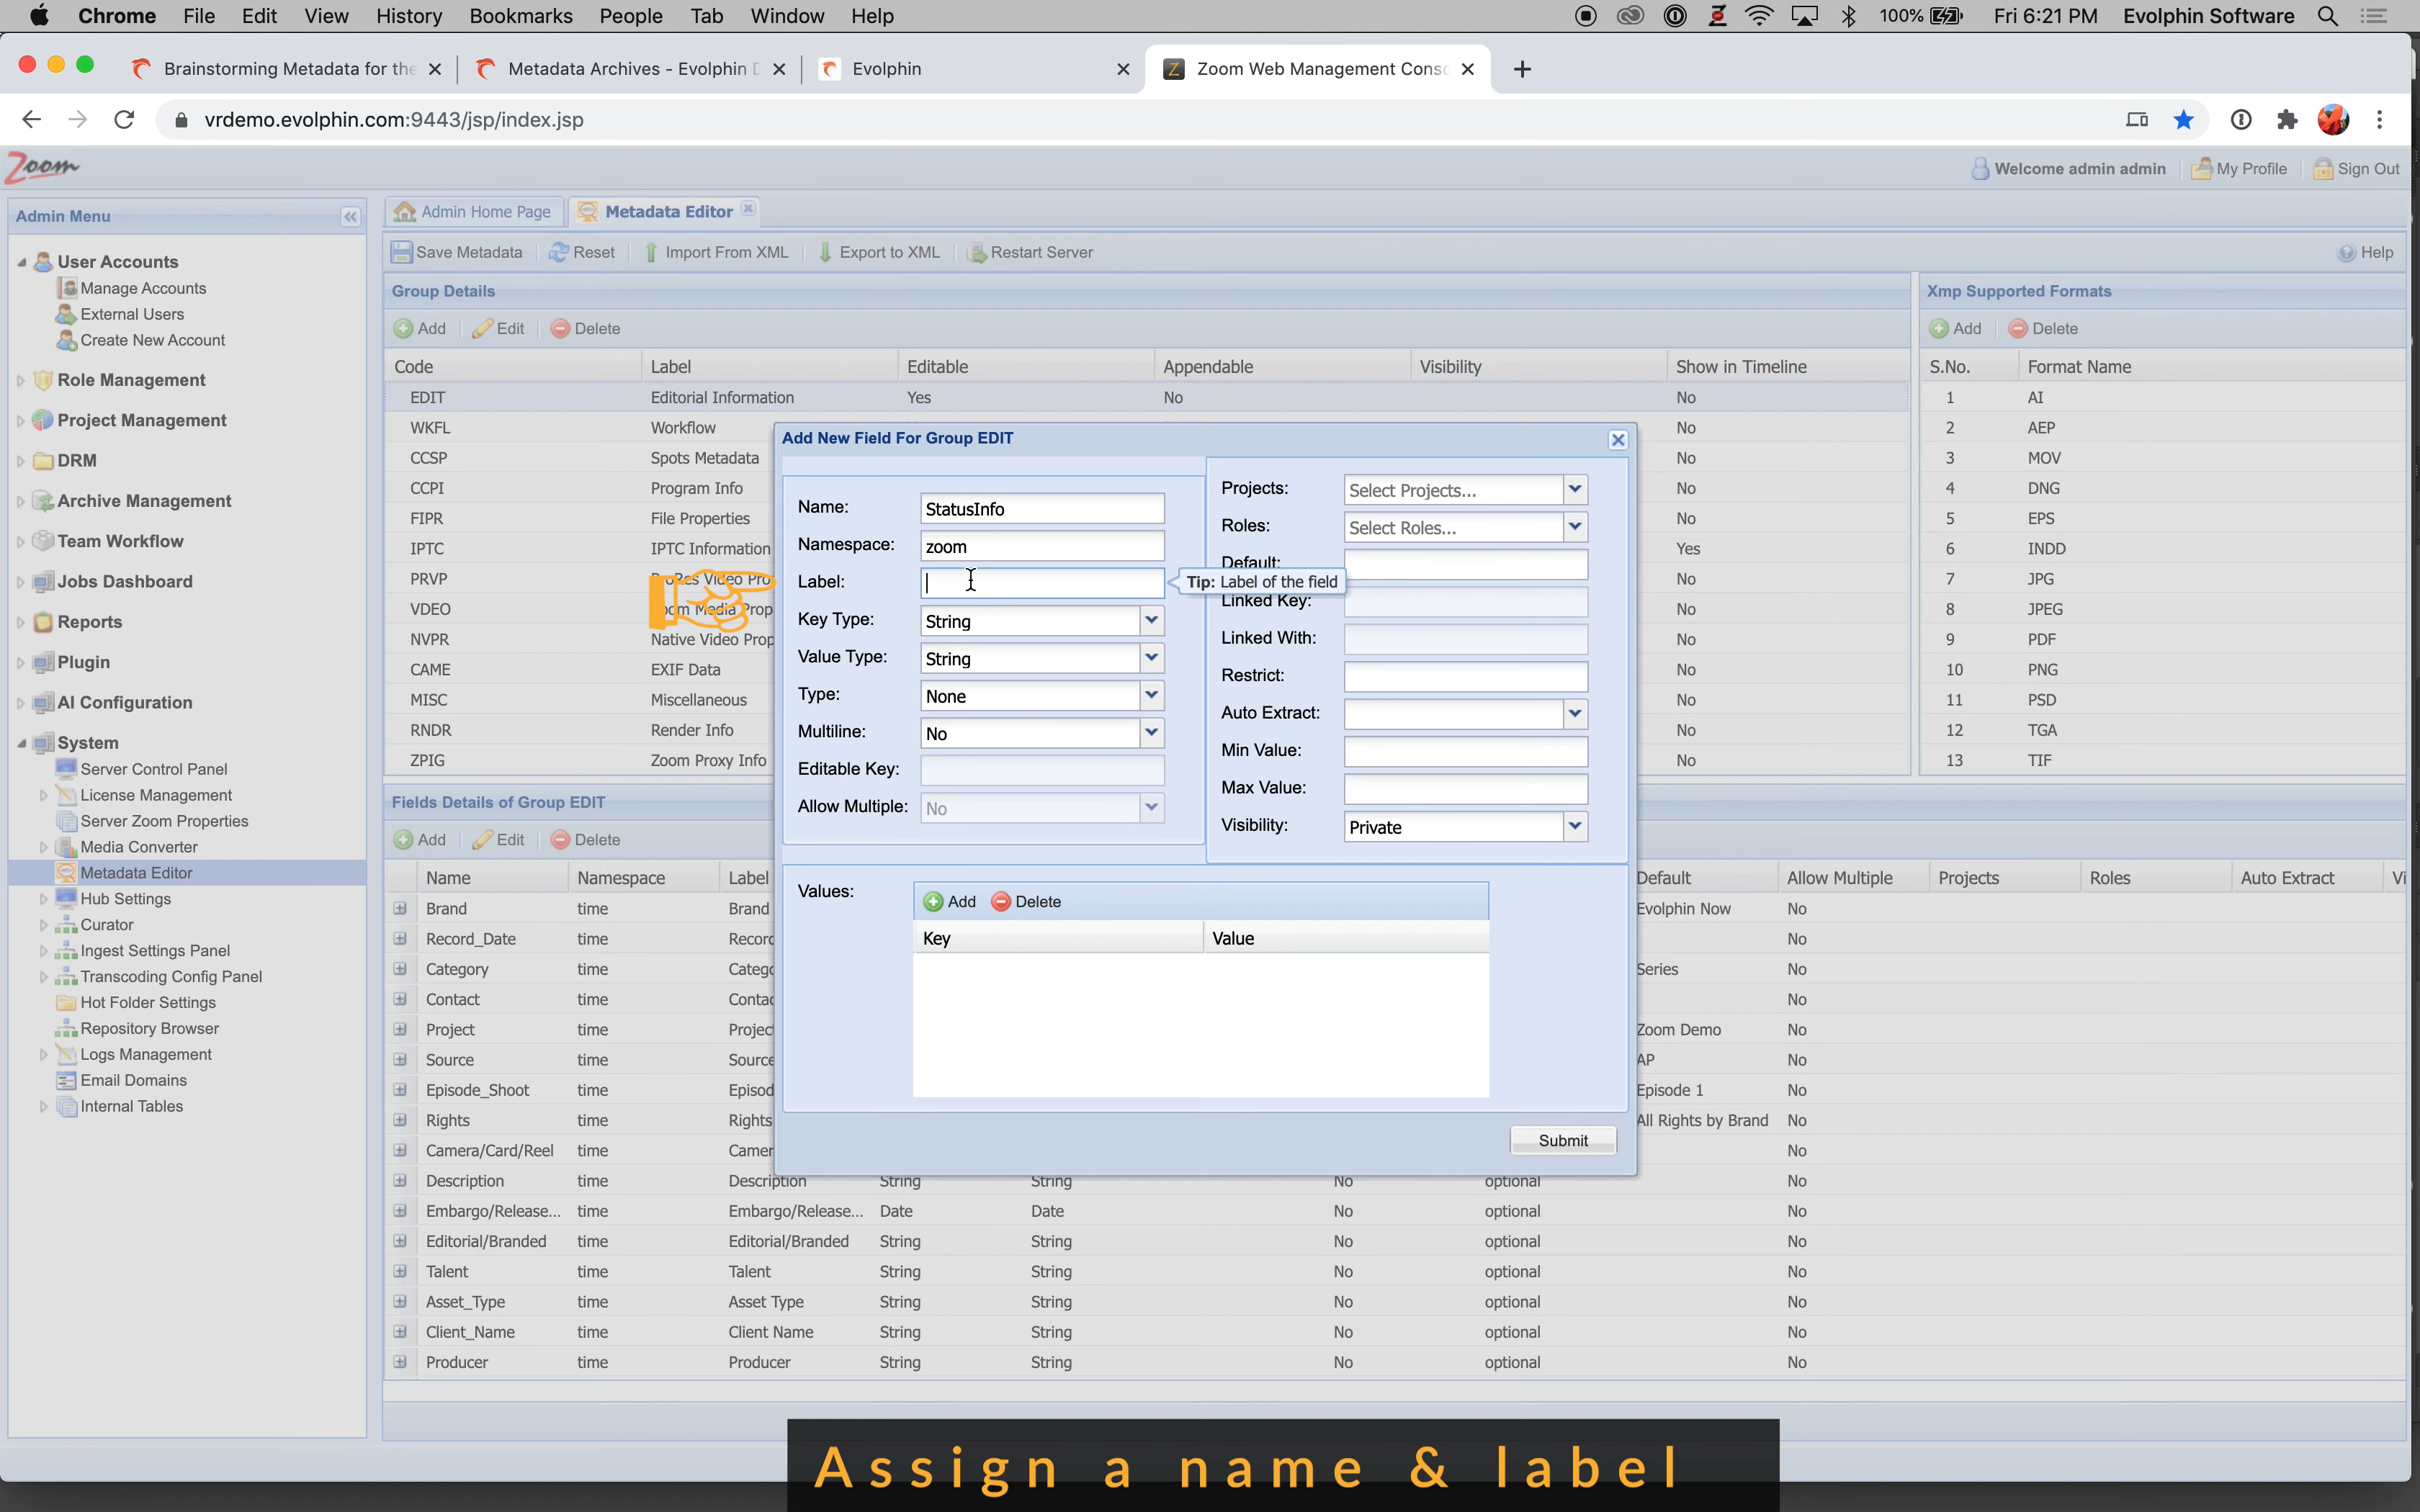 Chrome File Edit View History Bookmarks People Tab Window Help 100% Fri 6:21 PM Evolphin Software
Brainstorming Metadata for the Metadata Archives - Evolphin D Evolphin Zoom Web Management Conso
vrdemo.evolphin.com:9443/jsp/index.jsp
Zoom Welcome admin admin My Profile Sign Out
Admin Menu
User Accounts
Manage Accounts
External Users
Create New Account
Role Management
Project Management
DRM
Archive Management
Team Workflow
Jobs Dashboard
Reports
Plugin
AI Configuration
System
Server Control Panel
License Management
Server Zoom Properties
Media Converter
Metadata Editor
Hub Settings
Curator
Ingest Settings Panel
Transcoding Config Panel
Hot Folder Settings
Repository Browser
Logs Management
Email Domains
Internal Tables
Admin Home Page Metadata Editor
Save Metadata Reset Import From XML Export to XML Restart Server Help
Group Details
Add Edit Delete
Code Label Editable Appendable Visibility Show in Timeline
EDIT Editorial Information Yes No No
WKFL Workflow No
CCSP Spots Metadata No
CCPI Program Info No
FIPR File Properties No
IPTC IPTC Information Yes
PRVP ProRes Video Pro No
VDEO Zoom Media Prop No
NVPR Native Video Prop No
CAME EXIF Data No
MISC Miscellaneous No
RNDR Render Info No
ZPIG Zoom Proxy Info No
Xmp Supported Formats
Add Delete
S.No. Format Name
1 AI
2 AEP
3 MOV
4 DNG
5 EPS
6 INDD
7 JPG
8 JPEG
9 PDF
10 PNG
11 PSD
12 TGA
13 TIF
Add New Field For Group EDIT
Name: StatusInfo
Namespace: zoom
Label:
Tip: Label of the field
Key Type: String
Value Type: String
Type: None
Multiline: No
Editable Key:
Allow Multiple: No
Projects: Select Projects...
Roles: Select Roles...
Default:
Linked Key:
Linked With:
Restrict:
Auto Extract:
Min Value:
Max Value:
Visibility: Private
Values: Add Delete
Key Value
Submit
Fields Details of Group EDIT
Add Edit Delete
Name Namespace Label Default Allow Multiple Projects Roles Auto Extract Vi
Brand time Brand Evolphin Now No
Record_Date time Record No
Category time Catego Series No
Contact time Contac No
Project time Project Zoom Demo No
Source time Source AP No
Episode_Shoot time Episod Episode 1 No
Rights time Rights All Rights by Brand No
Camera/Card/Reel time Camer No
Description time Description String String No optional No
Embargo/Release... time Embargo/Release... Date Date No optional No
Editorial/Branded time Editorial/Branded String String No optional No
Talent time Talent String String No optional No
Asset_Type time Asset Type String String No optional No
Client_Name time Client Name String String No optional No
Producer time Producer String String No optional No
Assign a name & label